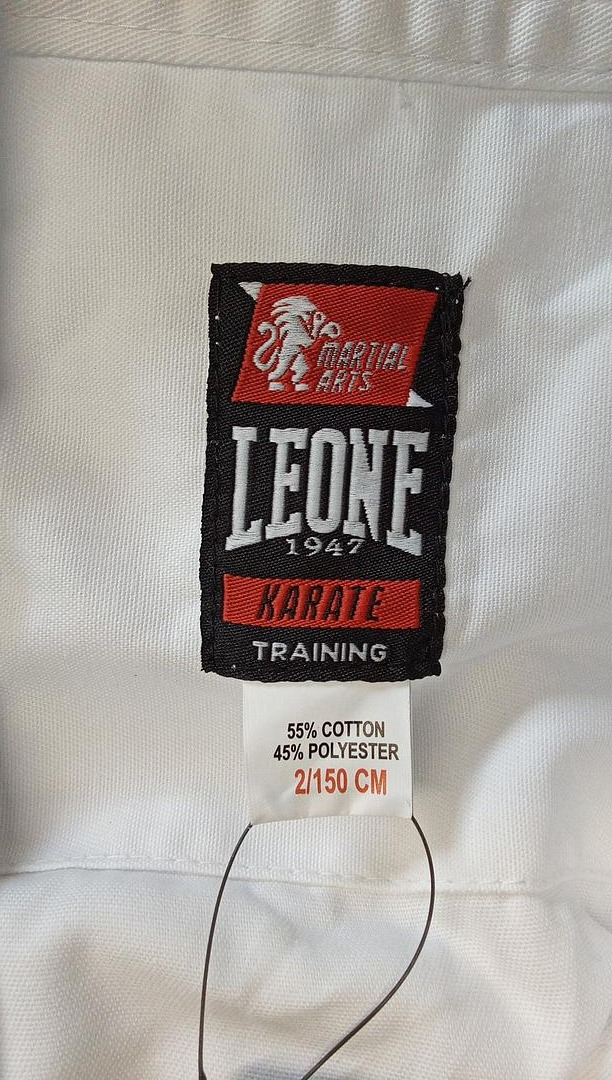 MARTIAL
ARTS
LEONE
1947
KARATE
TRAINING
55% COTTON
45% POLYESTER
2/150 CM